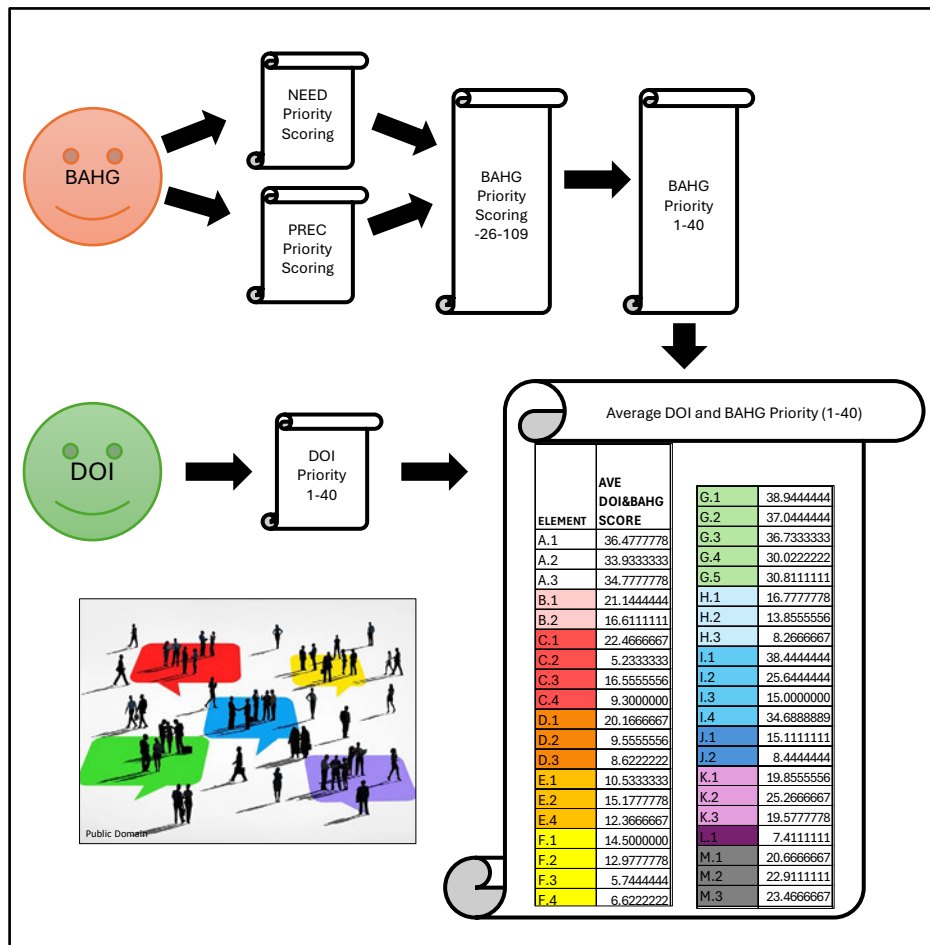 BAHG
NEED
Priority
Scoring
PREC
Priority
Scoring
BAHG
Priority
Scoring
-26-109
BAHG
Priority
1-40
DOI
DOI
Priority
1-40
Average DOI and BAHG Priority (1-40)
ELEMENT AVE
DOI&BAHG
SCORE
A.1 36.4777778
A.2 33.9333333
A.3 34.7777778
B.1 21.1444444
B.2 16.6111111
C.1 22.4666667
C.2 5.2333333
C.3 16.5555556
C.4 9.3000000
D.1 20.1666667
D.2 9.5555556
D.3 8.6222222
E.1 10.5333333
E.2 15.1777778
E.4 12.3666667
F.1 14.5000000
F.2 12.9777778
F.3 5.7444444
F.4 6.6222222
G.1 38.9444444
G.2 37.0444444
G.3 36.7333333
G.4 30.0222222
G.5 30.8111111
H.1 16.7777778
H.2 13.8555556
H.3 8.2666667
I.1 38.4444444
I.2 25.6444444
I.3 15.0000000
I.4 34.6888889
J.1 15.1111111
J.2 8.4444444
K.1 19.8555556
K.2 25.2666667
K.3 19.5777778
L.1 7.4111111
M.1 20.6666667
M.2 22.9111111
M.3 23.4666667
Public Domain